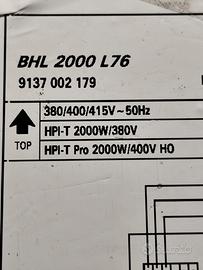 BHL 2000 L76
9137 002 179
380/400/415V~50Hz
HPI-T 2000W/380V
TOP
HPI-T Pro 2000W/400V HO